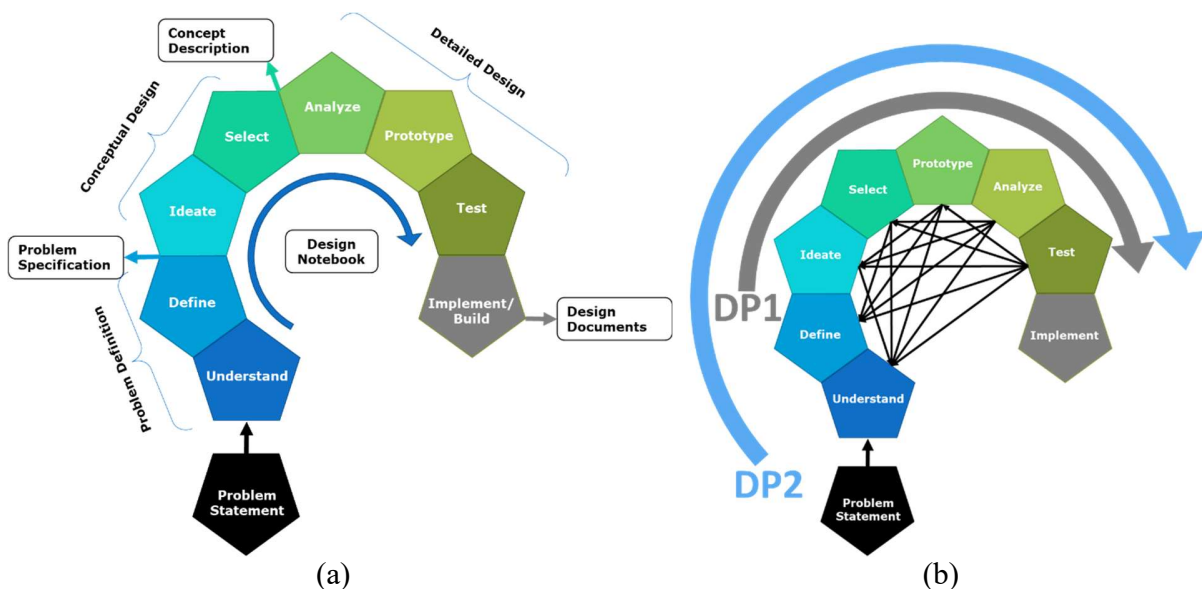 Concept
Description
Detailed Design
Conceptual Design
Analyze
Select
Prototype
Ideate
Test
Problem
Specification
Design
Notebook
Define
Implement/
Build
Design
Documents
Problem Definition
Understand
Problem
Statement
(a)
Prototype
Select
Analyze
Ideate
Test
DP1
Define
Implement
Understand
DP2
Problem
Statement
(b)